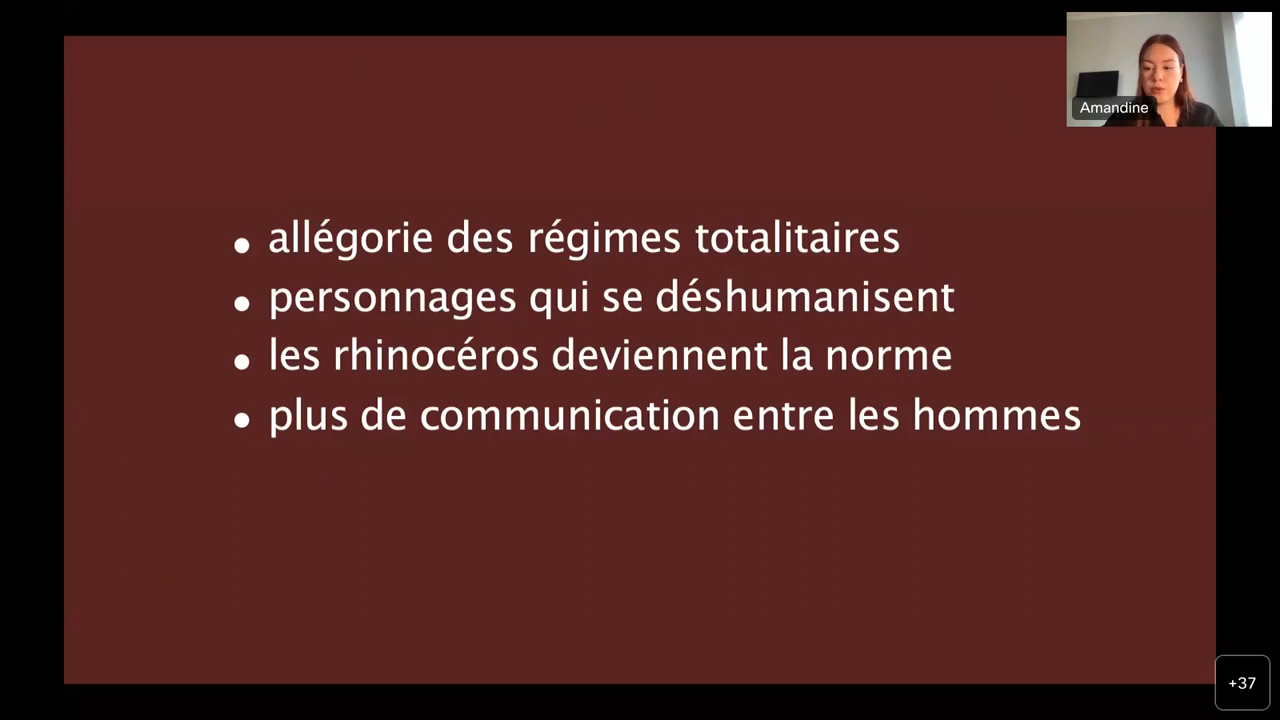 Amandine
• allégorie des régimes totalitaires
• personnages qui se déshumanisent
• les rhinocéros deviennent la norme
• plus de communication entre les hommes
+37